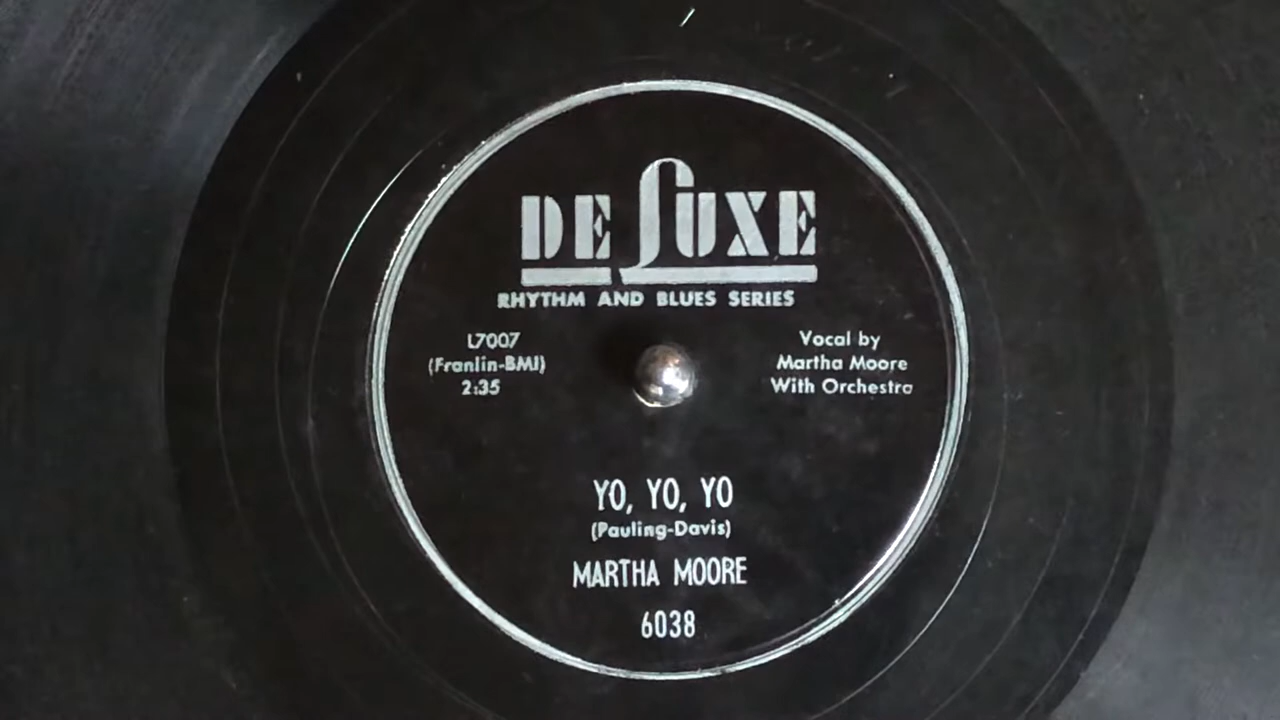 DE LUXE
RHYTHM AND BLUES SERIES
L7007
(Franlin-BMI)
2:35
Vocal by
Martha Moore
With Orchestra
YO, YO, YO
(Pauling-Davis)
MARTHA MOORE
6038